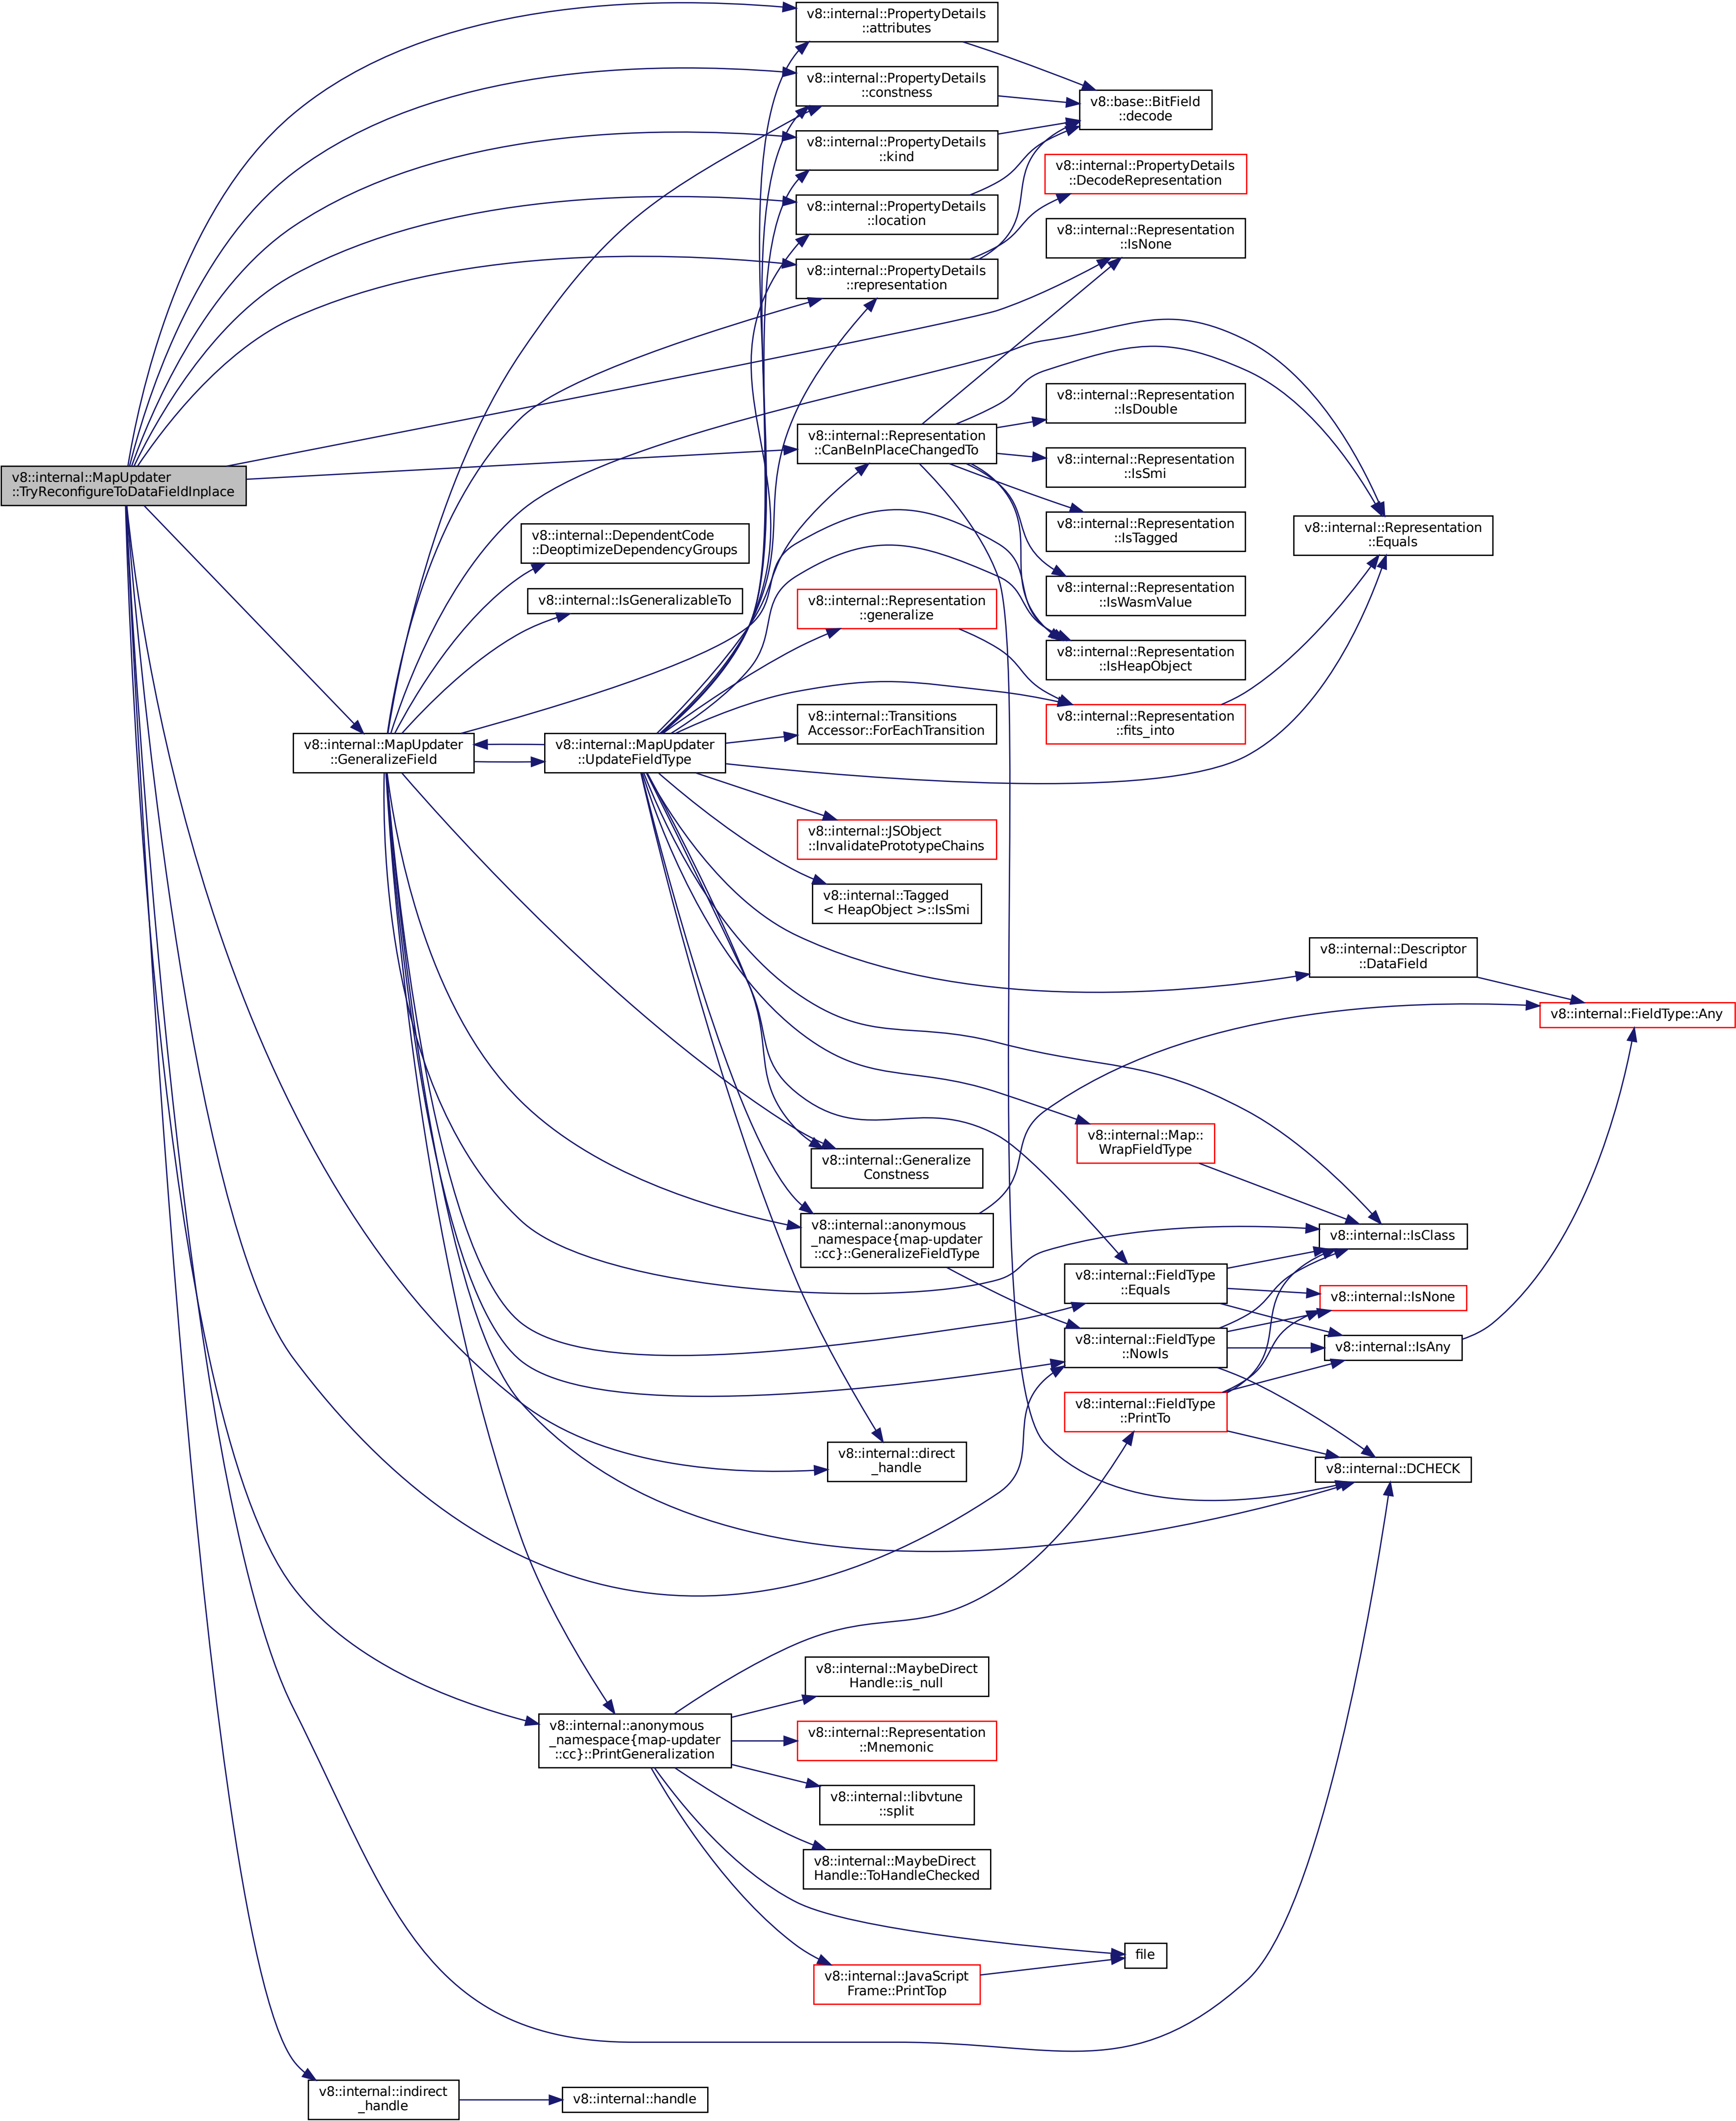 v8::internal::PropertyDetails
::attributes
v8::internal::PropertyDetails
::constness
v8::base::BitField
::decode
v8::internal::PropertyDetails
::kind
v8::internal::PropertyDetails
::DecodeRepresentation
v8::internal::PropertyDetails
::location
v8::internal::Representation
::IsNone
v8::internal::PropertyDetails
::representation
v8::internal::Representation
::IsDouble
v8::internal::Representation
::CanBeInPlaceChangedTo
v8::internal::Representation
::IsSmi
v8::internal::MapUpdater
::TryReconfigureToDataFieldInplace
v8::internal::Representation
::IsTagged
v8::internal::Representation
::Equals
v8::internal::DependentCode
::DeoptimizeDependencyGroups
v8::internal::Representation
::IsWasmValue
v8::internal::IsGeneralizableTo
v8::internal::Representation
::generalize
v8::internal::Representation
::IsHeapObject
v8::internal::Representation
::fits_into
v8::internal::Transitions
Accessor::ForEachTransition
v8::internal::MapUpdater
::GeneralizeField
v8::internal::MapUpdater
::UpdateFieldType
v8::internal::JSObject
::InvalidatePrototypeChains
v8::internal::Tagged
< HeapObject >::IsSmi
v8::internal::Descriptor
::DataField
v8::internal::FieldType::Any
v8::internal::Map::
WrapFieldType
v8::internal::Generalize
Constness
v8::internal::anonymous
_namespace{map-updater
::cc}::GeneralizeFieldType
v8::internal::IsClass
v8::internal::FieldType
::Equals
v8::internal::IsNone
v8::internal::FieldType
::NowIs
v8::internal::IsAny
v8::internal::FieldType
::PrintTo
v8::internal::direct
_handle
v8::internal::DCHECK
v8::internal::MaybeDirect
Handle::is_null
v8::internal::anonymous
_namespace{map-updater
::cc}::PrintGeneralization
v8::internal::Representation
::Mnemonic
v8::internal::libvtune
::split
v8::internal::MaybeDirect
Handle::ToHandleChecked
file
v8::internal::JavaScript
Frame::PrintTop
v8::internal::indirect
_handle
v8::internal::handle